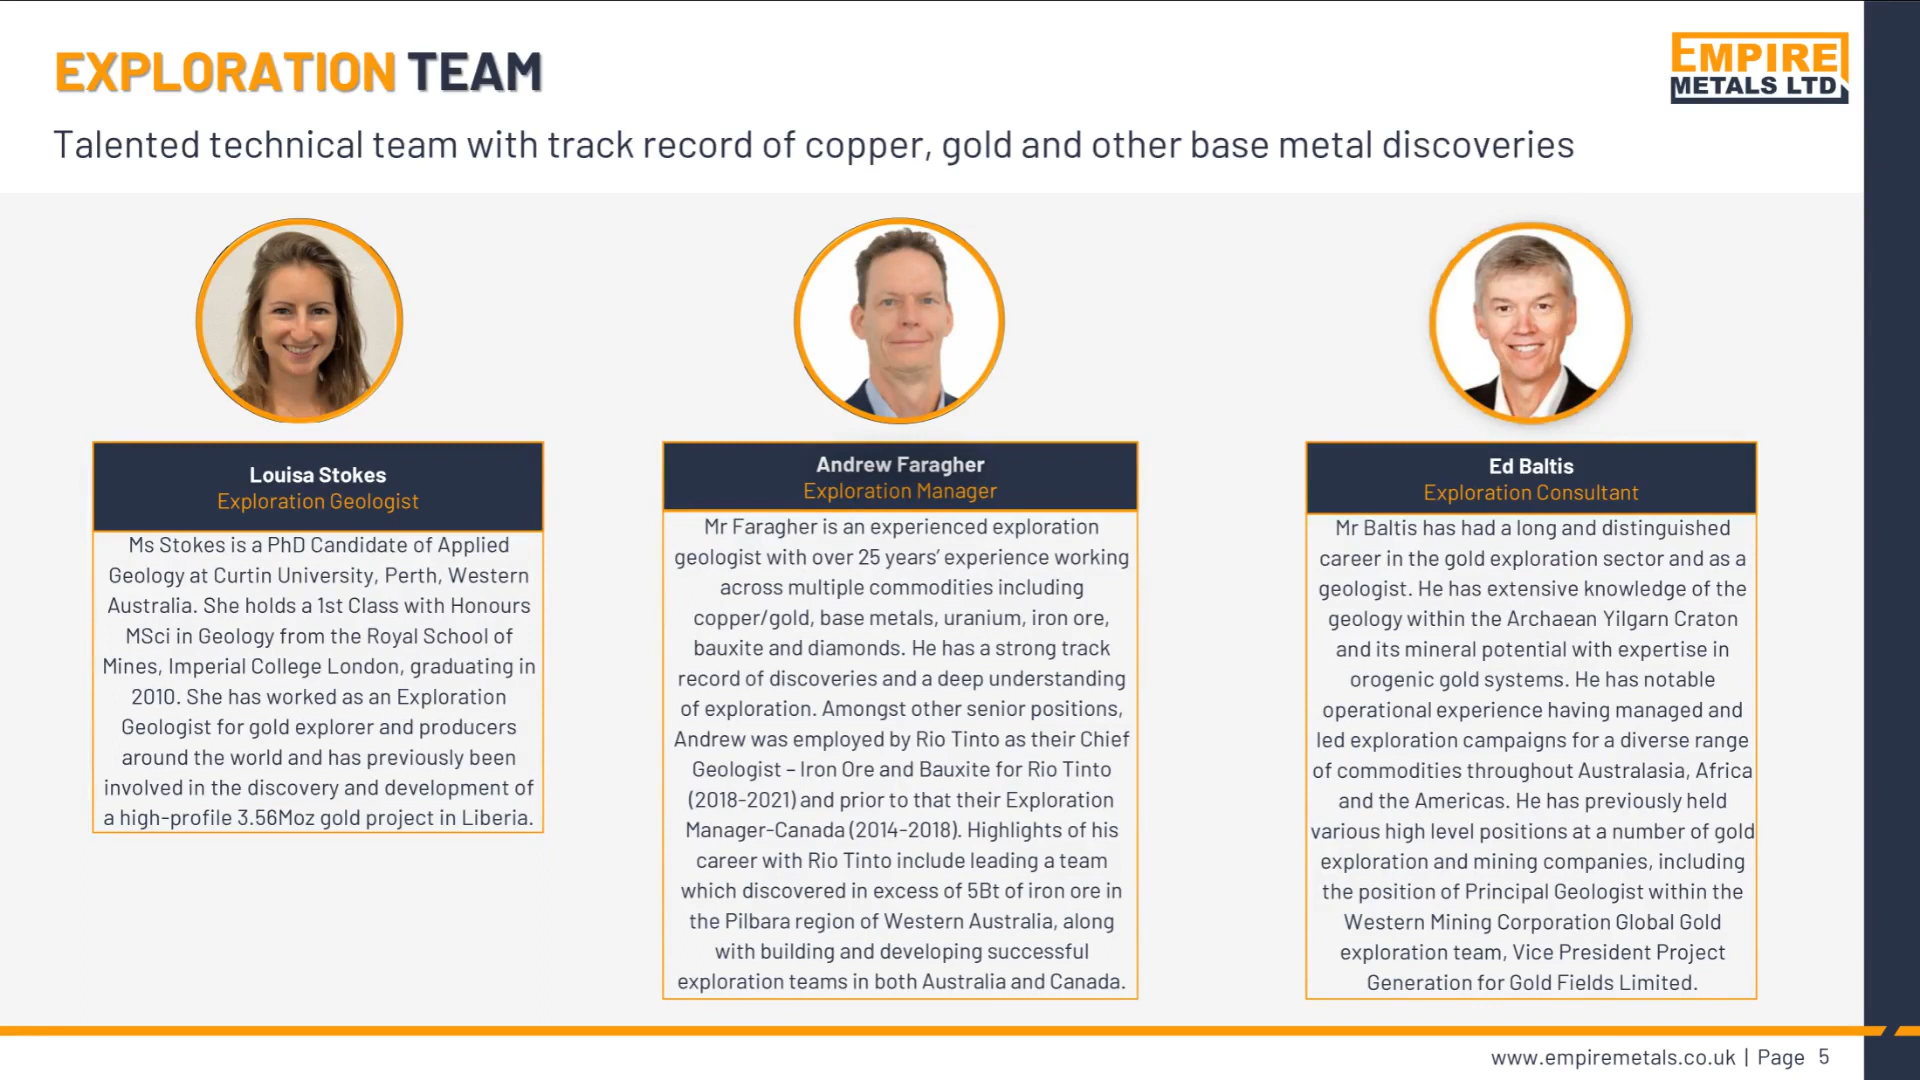 EXPLORATION TEAM
EMPIRE
METALS LTD
Talented technical team with track record of copper, gold and other base metal discoveries
Louisa Stokes
Exploration Geologist
Ms Stokes is a PhD Candidate of Applied
Geology at Curtin University, Perth, Western
Australia. She holds a 1st Class with Honours
MSci in Geology from the Royal School of
Mines, Imperial College London, graduating in
2010. She has worked as an Exploration
Geologist for gold explorer and producers
around the world and has previously been
involved in the discovery and development of
a high-profile 3.56Moz gold project in Liberia.
Andrew Faragher
Exploration Manager
Mr Faragher is an experienced exploration
geologist with over 25 years’ experience working
across multiple commodities including
copper/gold, base metals, uranium, iron ore,
bauxite and diamonds. He has a strong track
record of discoveries and a deep understanding
of exploration. Amongst other senior positions,
Andrew was employed by Rio Tinto as their Chief
Geologist – Iron Ore and Bauxite for Rio Tinto
(2018-2021) and prior to that their Exploration
Manager-Canada (2014-2018). Highlights of his
career with Rio Tinto include leading a team
which discovered in excess of 5Bt of iron ore in
the Pilbara region of Western Australia, along
with building and developing successful
exploration teams in both Australia and Canada.
Ed Baltis
Exploration Consultant
Mr Baltis has had a long and distinguished
career in the gold exploration sector and as a
geologist. He has extensive knowledge of the
geology within the Archaean Yilgarn Craton
and its mineral potential with expertise in
orogenic gold systems. He has notable
operational experience having managed and
led exploration campaigns for a diverse range
of commodities throughout Australasia, Africa
and the Americas. He has previously held
various high level positions at a number of gold
exploration and mining companies, including
the position of Principal Geologist within the
Western Mining Corporation Global Gold
exploration team, Vice President Project
Generation for Gold Fields Limited.
www.empiremetals.co.uk | Page 5